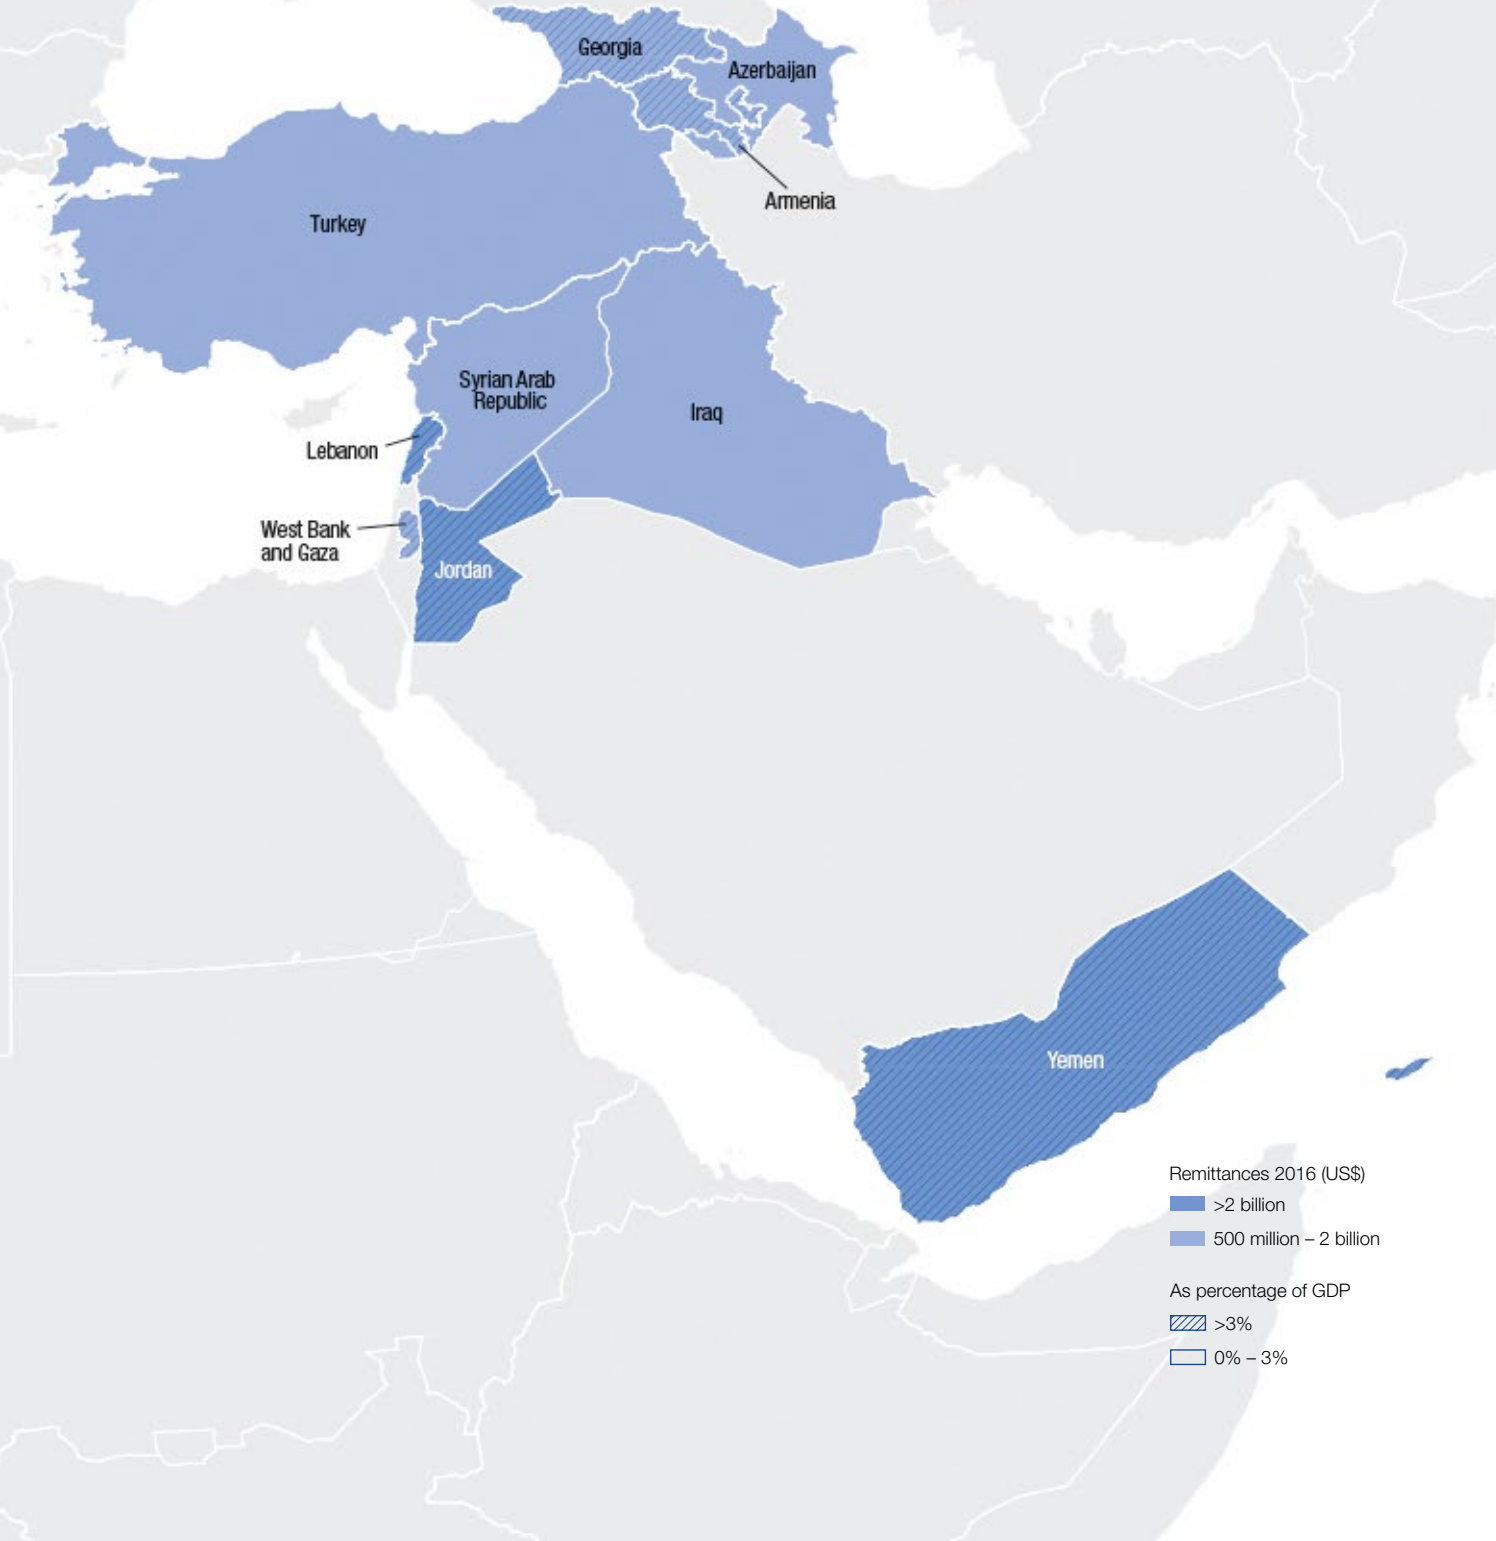 Georgia
Azerbaijan
Armenia
Turkey
Syrian Arab
Republic
Iraq
Lebanon
West Bank
and Gaza
Jordan
Yemen
Remittances 2016 (US$)
>2 billion
500 million – 2 billion
As percentage of GDP
>3%
0% – 3%